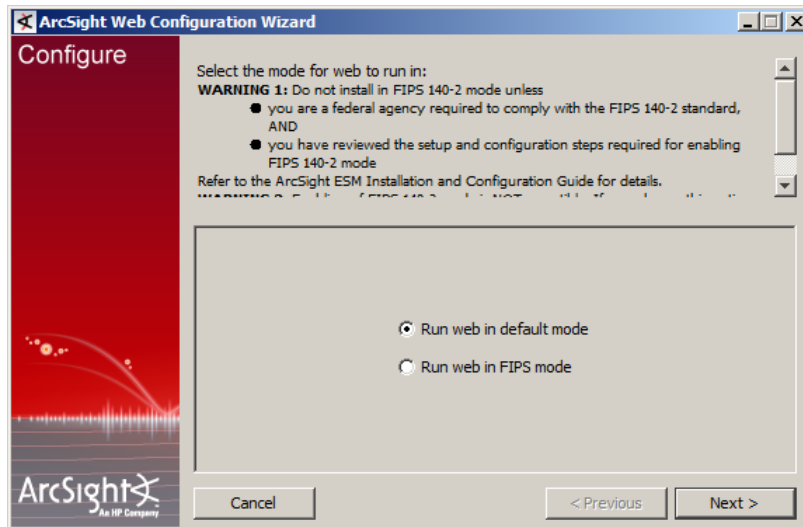 ArcSight Web Configuration Wizard
Configure
Select the mode for web to run in:
WARNING 1: Do not install in FIPS 140-2 mode unless
you are a federal agency required to comply with the FIPS 140-2 standard,
AND
you have reviewed the setup and configuration steps required for enabling
FIPS 140-2 mode
Refer to the ArcSight ESM Installation and Configuration Guide for details.
Run web in default mode
Run web in FIPS mode
ArcSight
An HP Company
Cancel
< Previous
Next >